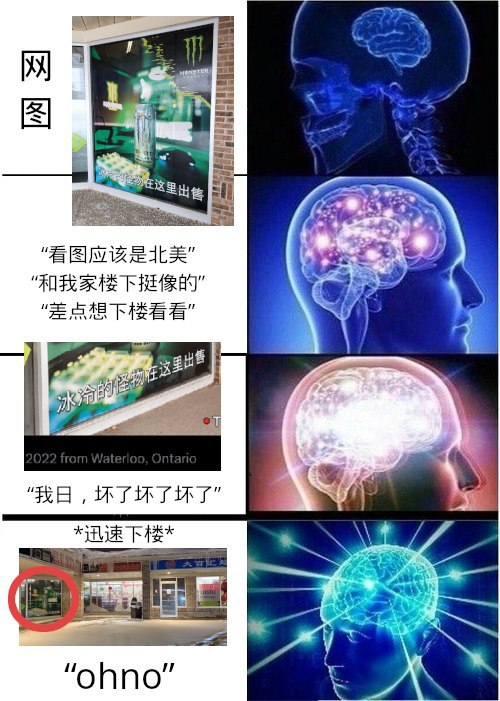 网
图
MONSTER
冰冷的怪物在这里出售
“看图应该是北美”
“和我家楼下挺像的”
“差点想下楼看看”
冰冷的怪物在这里出售
2022 from Waterloo, Ontario
“我日，坏了坏了坏了”
*迅速下楼*
“ohno”